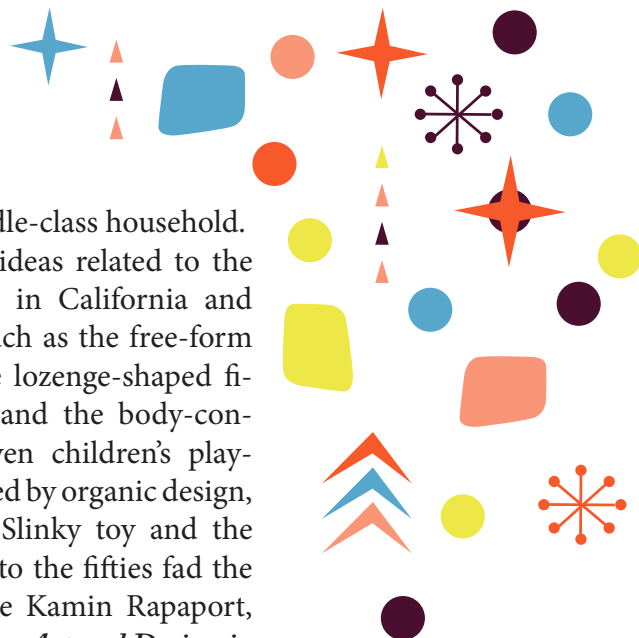 dle-class household.
ideas related to the
in California and
ch as the free-form
lozenge-shaped fi-
and the body-con-
ven children’s play-
ed by organic design,
Slinky toy and the
to the fifties fad the
e Kamin Rapaport,